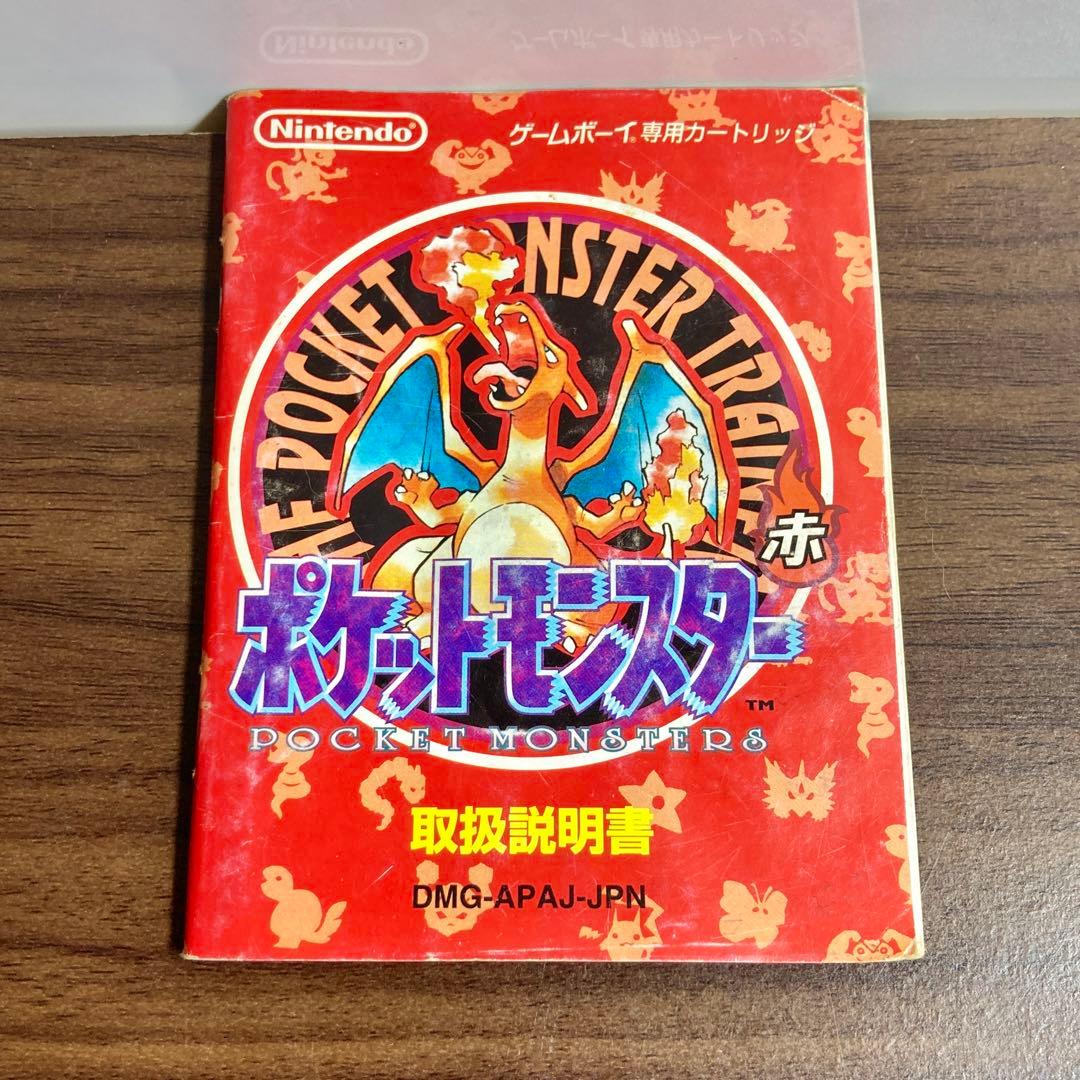 Nintendo
ゲームボーイ®専用カートリッジ
THE POCKET MONSTER TRAINER
赤
ポケットモンスター
TM
POCKET MONSTERS
取扱説明書
DMG-APAJ-JPN